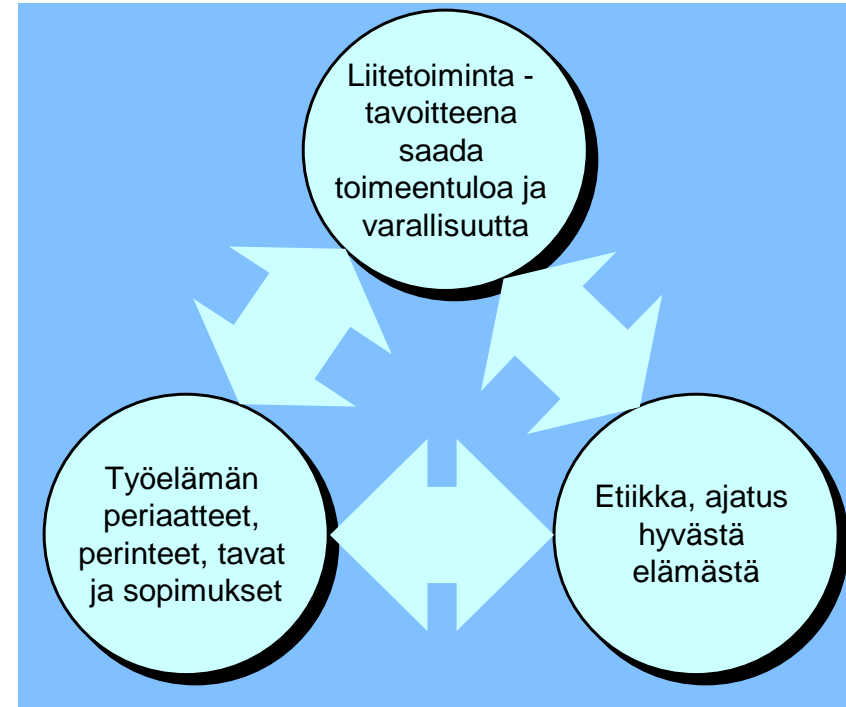 Liitetoiminta -
tavoitteena
saada
toimeentuloa ja
varallisuutta
Työelämän
periaatteet,
perinteet, tavat
ja sopimukset
Etiikka, ajatus
hyvästä
elämästä